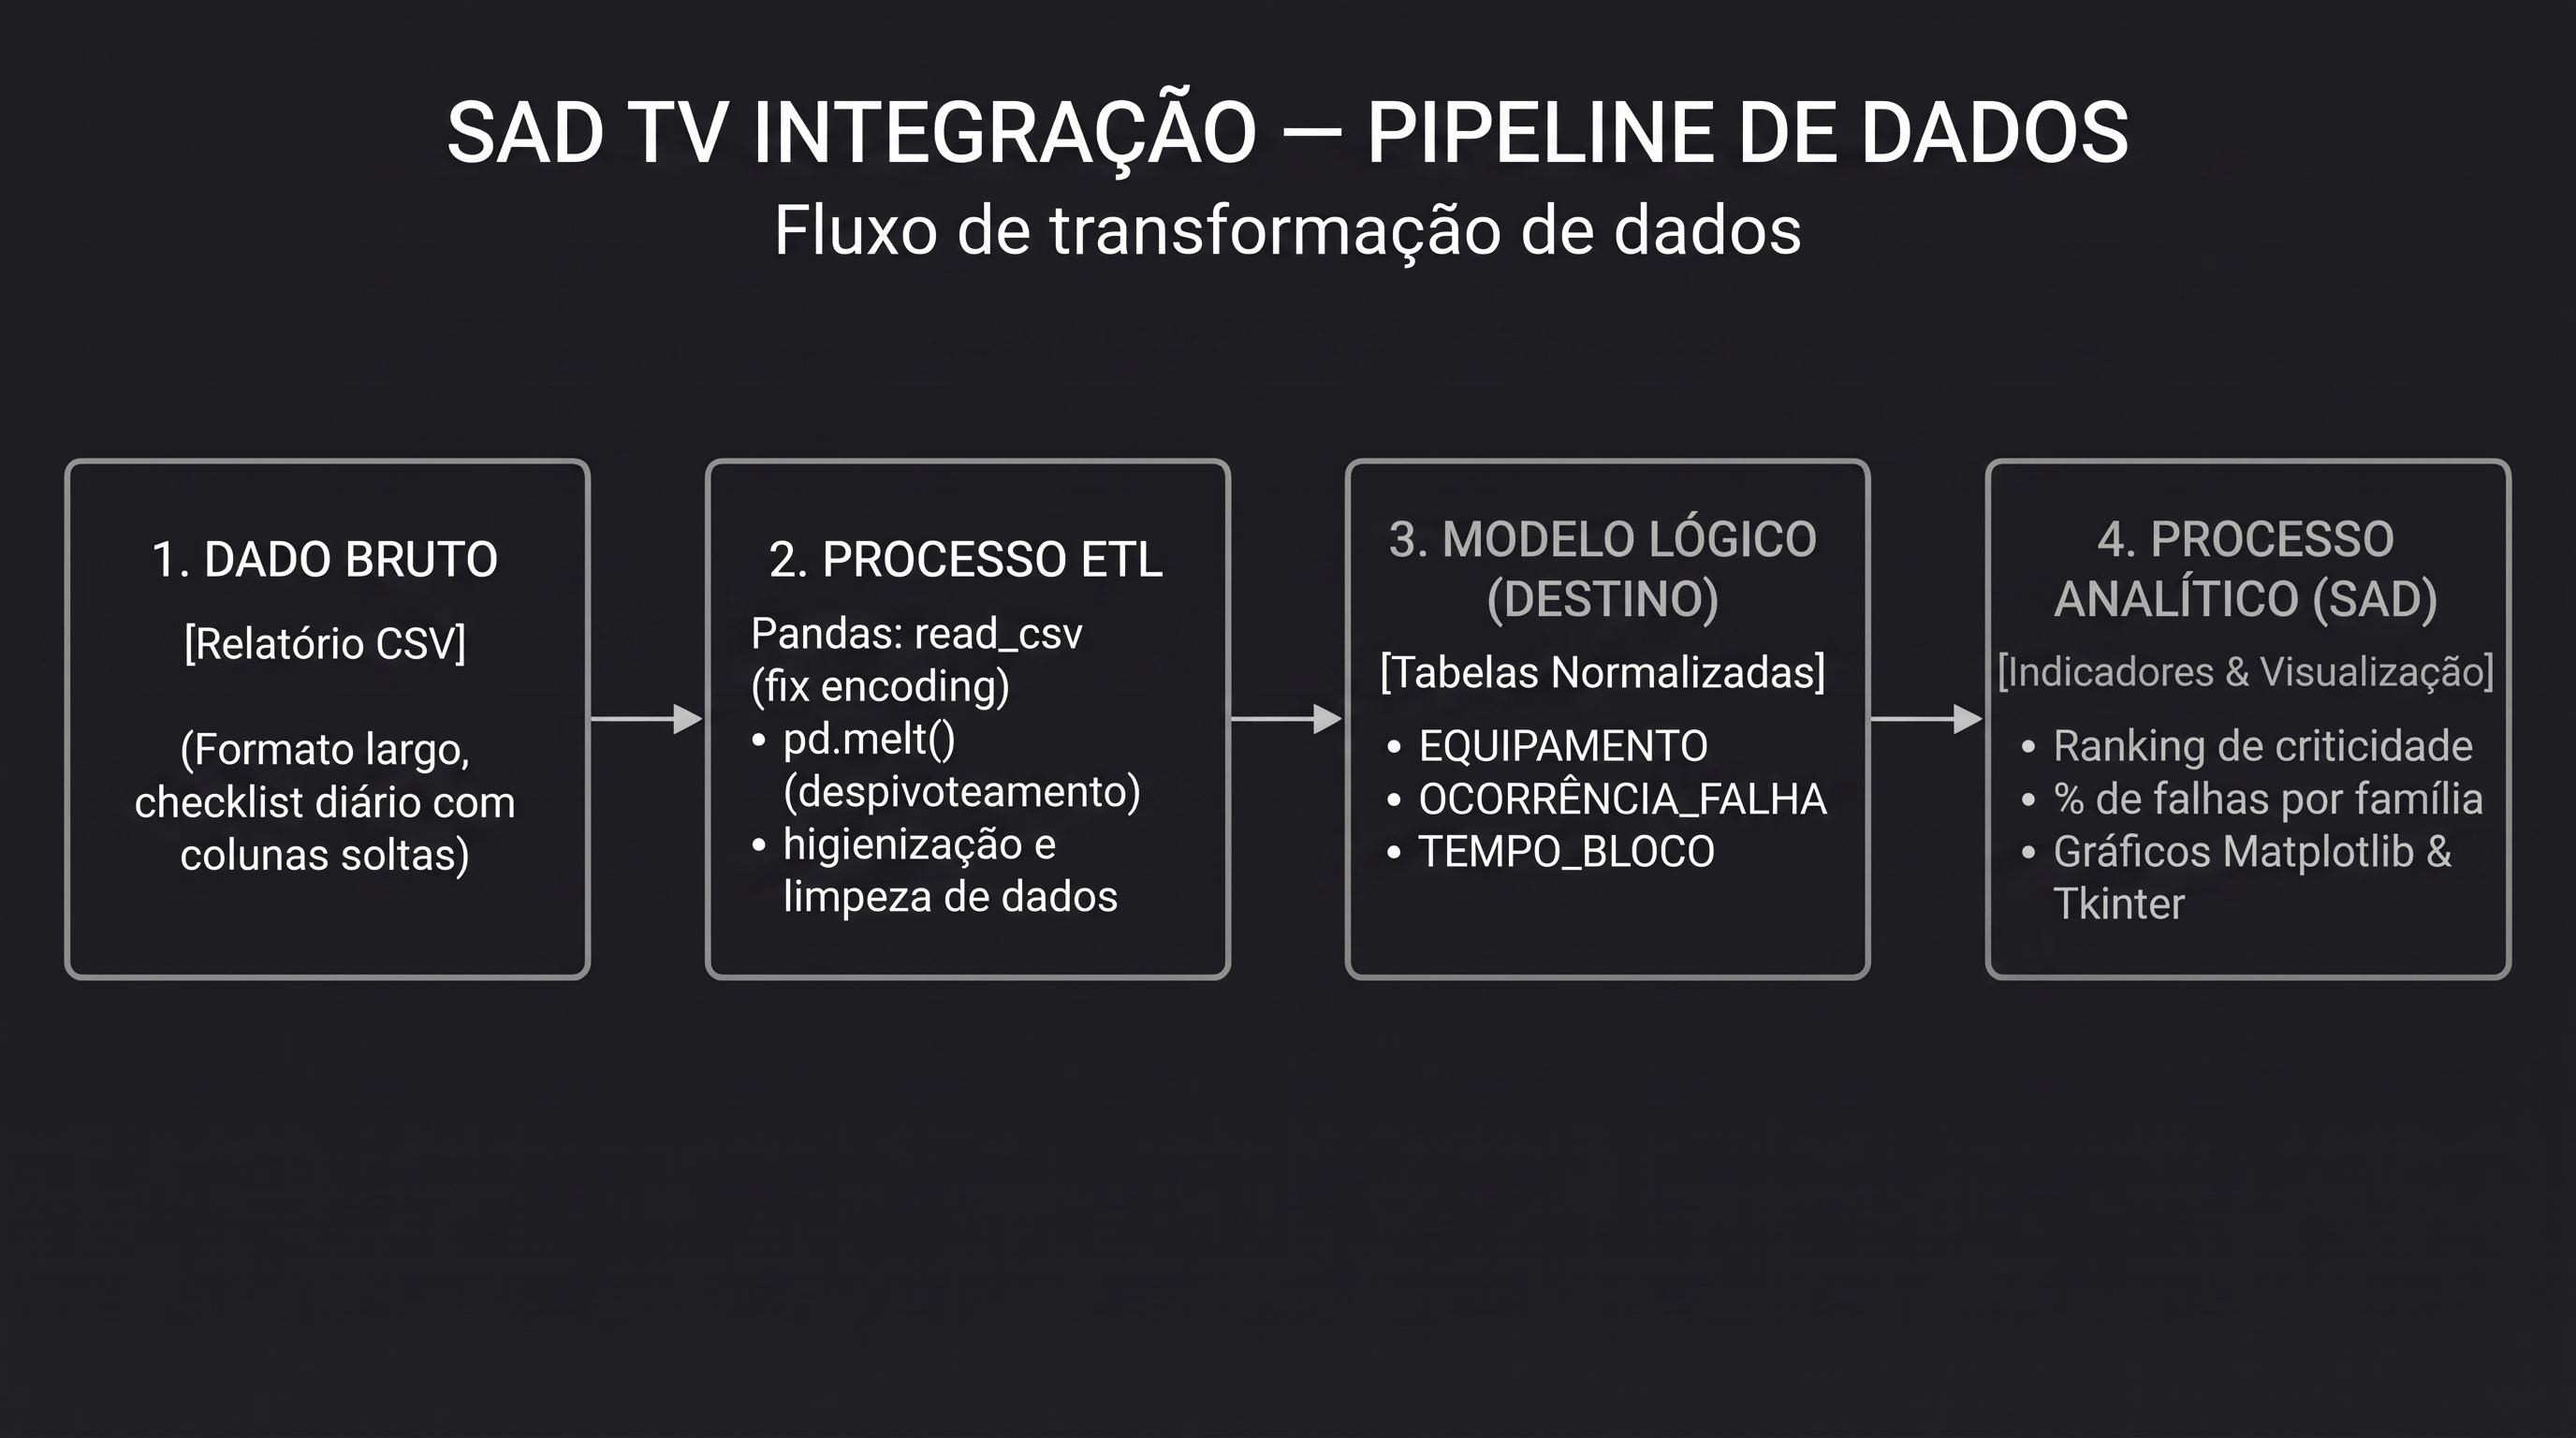 SAD TV INTEGRAÇÃO — PIPELINE DE DADOS
Fluxo de transformação de dados
1. DADO BRUTO
[Relatório CSV]
(Formato largo,
checklist diário com
colunas soltas)
2. PROCESSO ETL
Pandas: read_csv
(fix encoding)
• pd.melt()
(despivoteamento)
• higienização e
limpeza de dados
3. MODELO LÓGICO
(DESTINO)
[Tabelas Normalizadas]
• EQUIPAMENTO
• OCORRÊNCIA_FALHA
• TEMPO_BLOCO
4. PROCESSO
ANALÍTICO (SAD)
[Indicadores & Visualização]
• Ranking de criticidade
• % de falhas por família
• Gráficos Matplotlib &
Tkinter